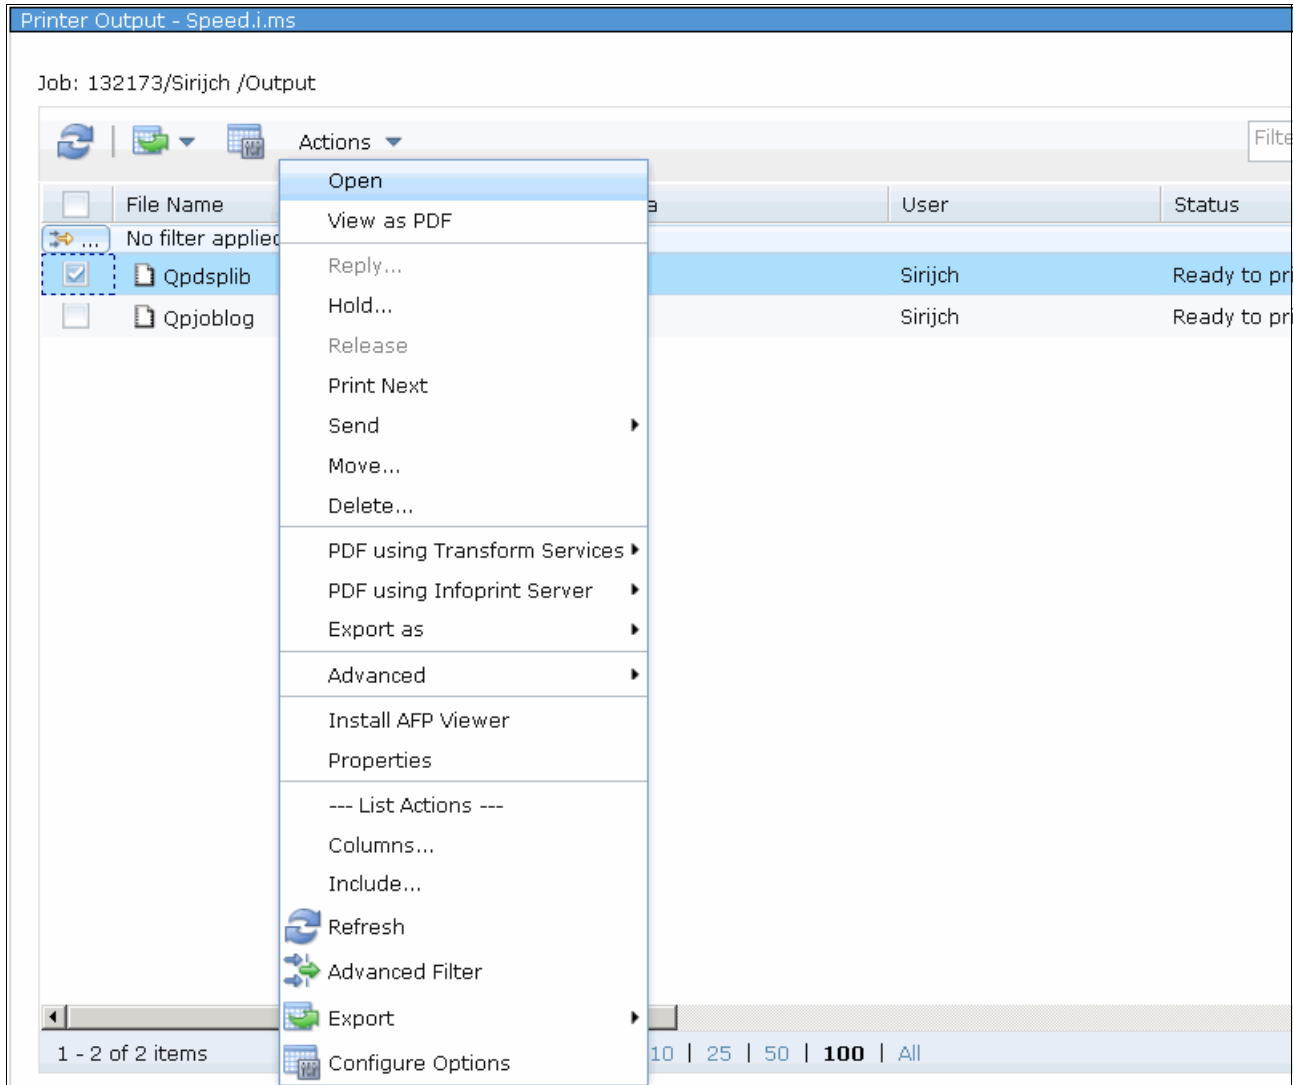 Printer Output - Speed.i.ms
Job: 132173/Sirijch /Output
Actions
Filte
File Name
a
User
Status
No filter applied
Qpdsplib
Sirijch
Ready to pri
Qpjoblog
Sirijch
Ready to pri
Open
View as PDF
Reply...
Hold...
Release
Print Next
Send
Move...
Delete...
PDF using Transform Services
PDF using Infoprint Server
Export as
Advanced
Install AFP Viewer
Properties
--- List Actions ---
Columns...
Include...
Refresh
Advanced Filter
Export
Configure Options
1 - 2 of 2 items
10 | 25 | 50 | 100 | All